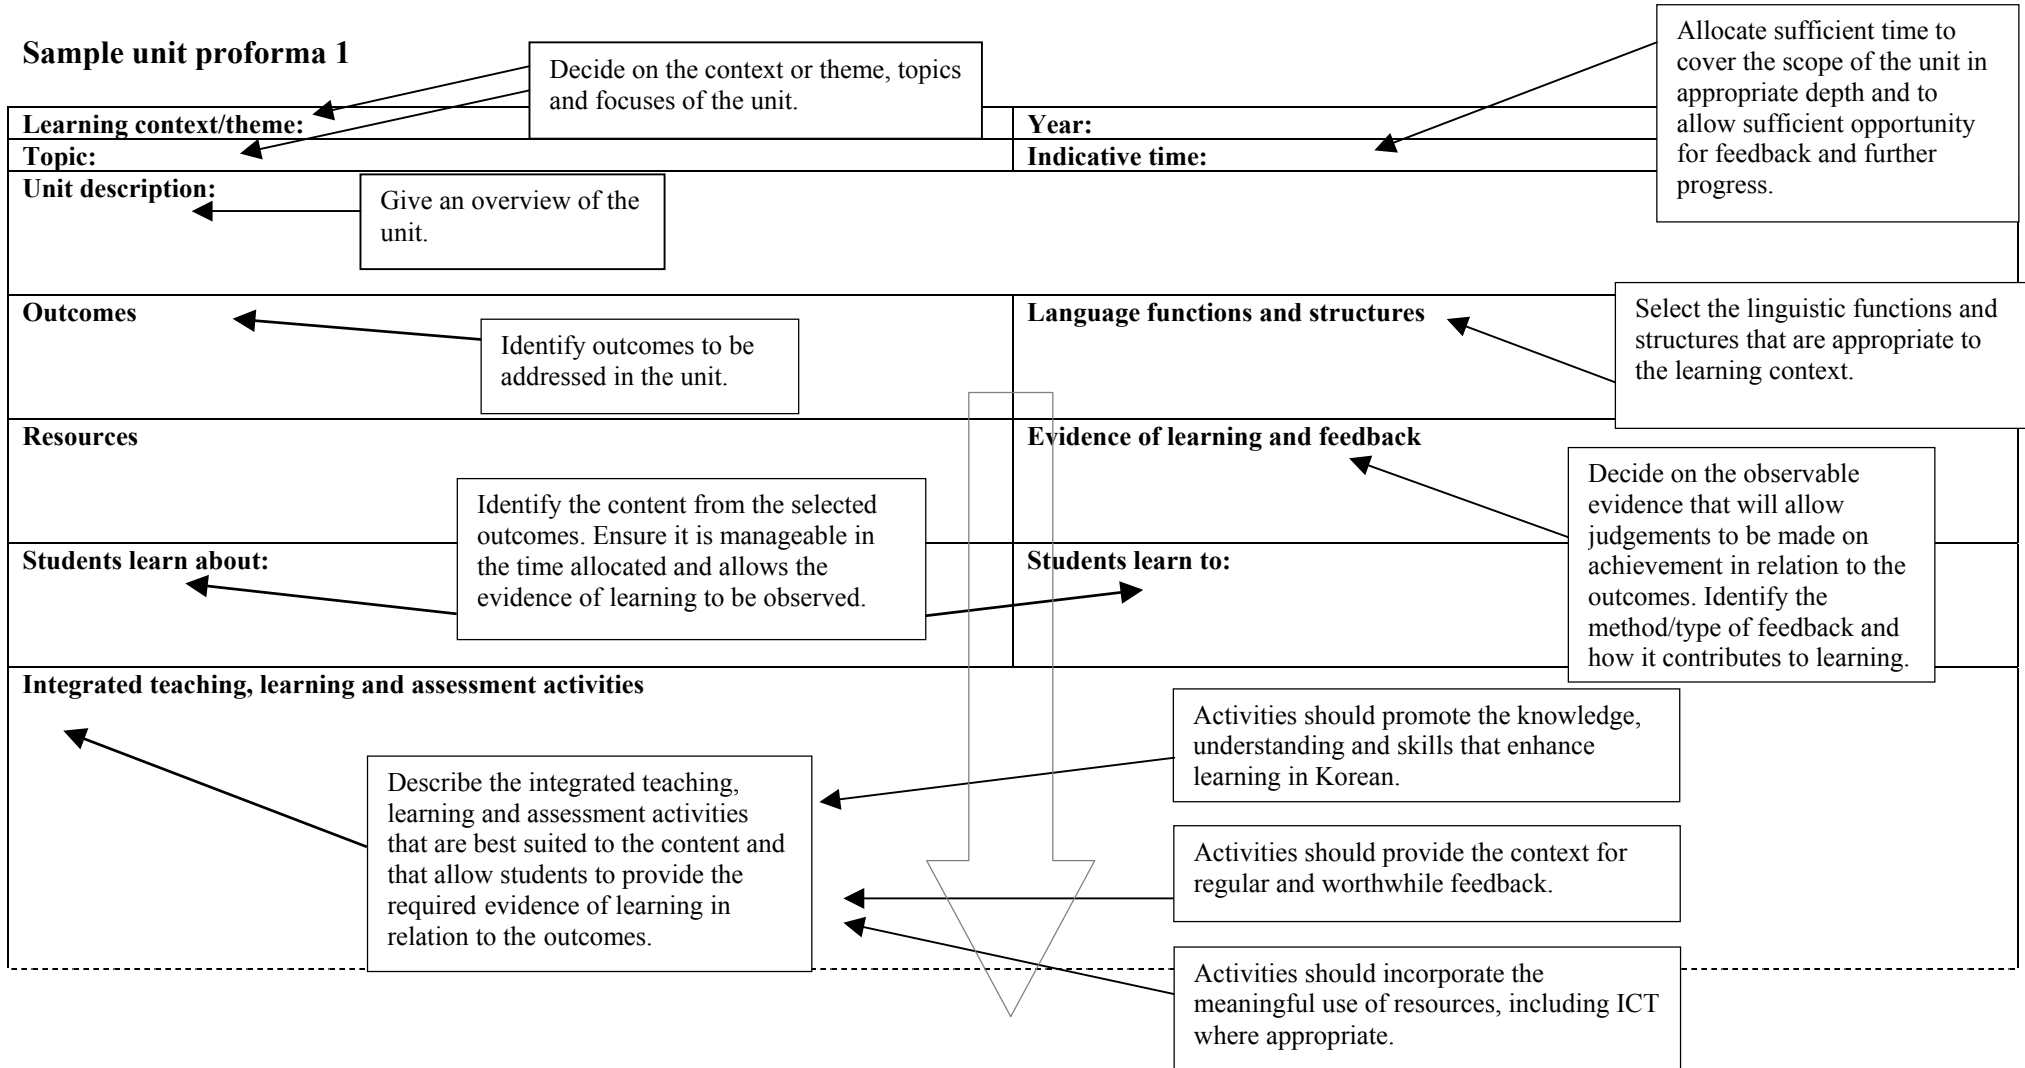 Sample unit proforma 1
Decide on the context or theme, topics
and focuses of the unit.
Allocate sufficient time to
cover the scope of the unit in
appropriate depth and to
allow sufficient opportunity
for feedback and further
progress.
Learning context/theme:
Year:
Topic:
Indicative time:
Unit description:
Give an overview of the
unit.
Outcomes
Identify outcomes to be
addressed in the unit.
Language functions and structures
Select the linguistic functions and
structures that are appropriate to
the learning context.
Resources
Evidence of learning and feedback
Identify the content from the selected
outcomes. Ensure it is manageable in
the time allocated and allows the
evidence of learning to be observed.
Decide on the observable
evidence that will allow
judgements to be made on
achievement in relation to the
outcomes. Identify the
method/type of feedback and
how it contributes to learning.
Students learn about:
Students learn to:
Integrated teaching, learning and assessment activities
Describe the integrated teaching,
learning and assessment activities
that are best suited to the content and
that allow students to provide the
required evidence of learning in
relation to the outcomes.
Activities should promote the knowledge,
understanding and skills that enhance
learning in Korean.
Activities should provide the context for
regular and worthwhile feedback.
Activities should incorporate the
meaningful use of resources, including ICT
where appropriate.